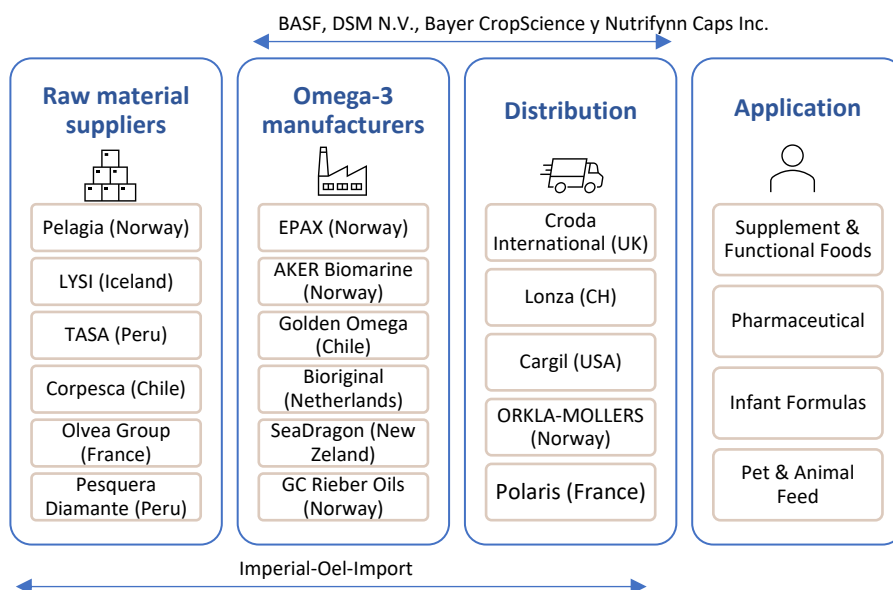 BASF, DSM N.V., Bayer CropScience y Nutrifynn Caps Inc.
Raw material
suppliers
Pelagia (Norway)
LYSI (Iceland)
TASA (Peru)
Corpesca (Chile)
Olvea Group
(France)
Pesquera
Diamante (Peru)
Omega-3
manufacturers
EPAX (Norway)
AKER Biomarine
(Norway)
Golden Omega
(Chile)
Bioriginal
(Netherlands)
SeaDragon (New
Zeland)
GC Rieber Oils
(Norway)
Distribution
Croda
International (UK)
Lonza (CH)
Cargil (USA)
ORKLA-MOLLERS
(Norway)
Polaris (France)
Application
Supplement &
Functional Foods
Pharmaceutical
Infant Formulas
Pet & Animal
Feed
Imperial-Oel-Import